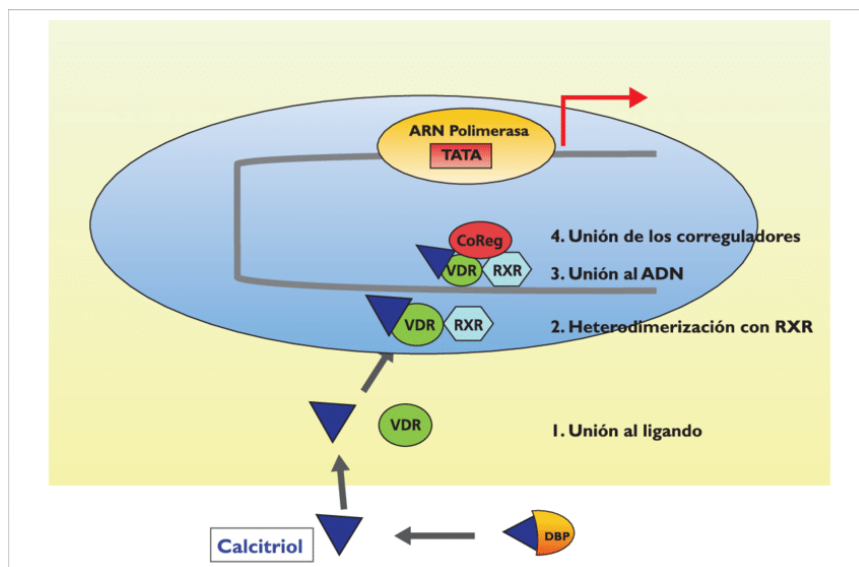 ARN Polimerasa
TATA
CoReg
4. Unión de los correguladores
VDR
RXR
3. Unión al ADN
VDR
RXR
2. Heterodimerización con RXR
VDR
1. Unión al ligando
Calcitriol
DBP